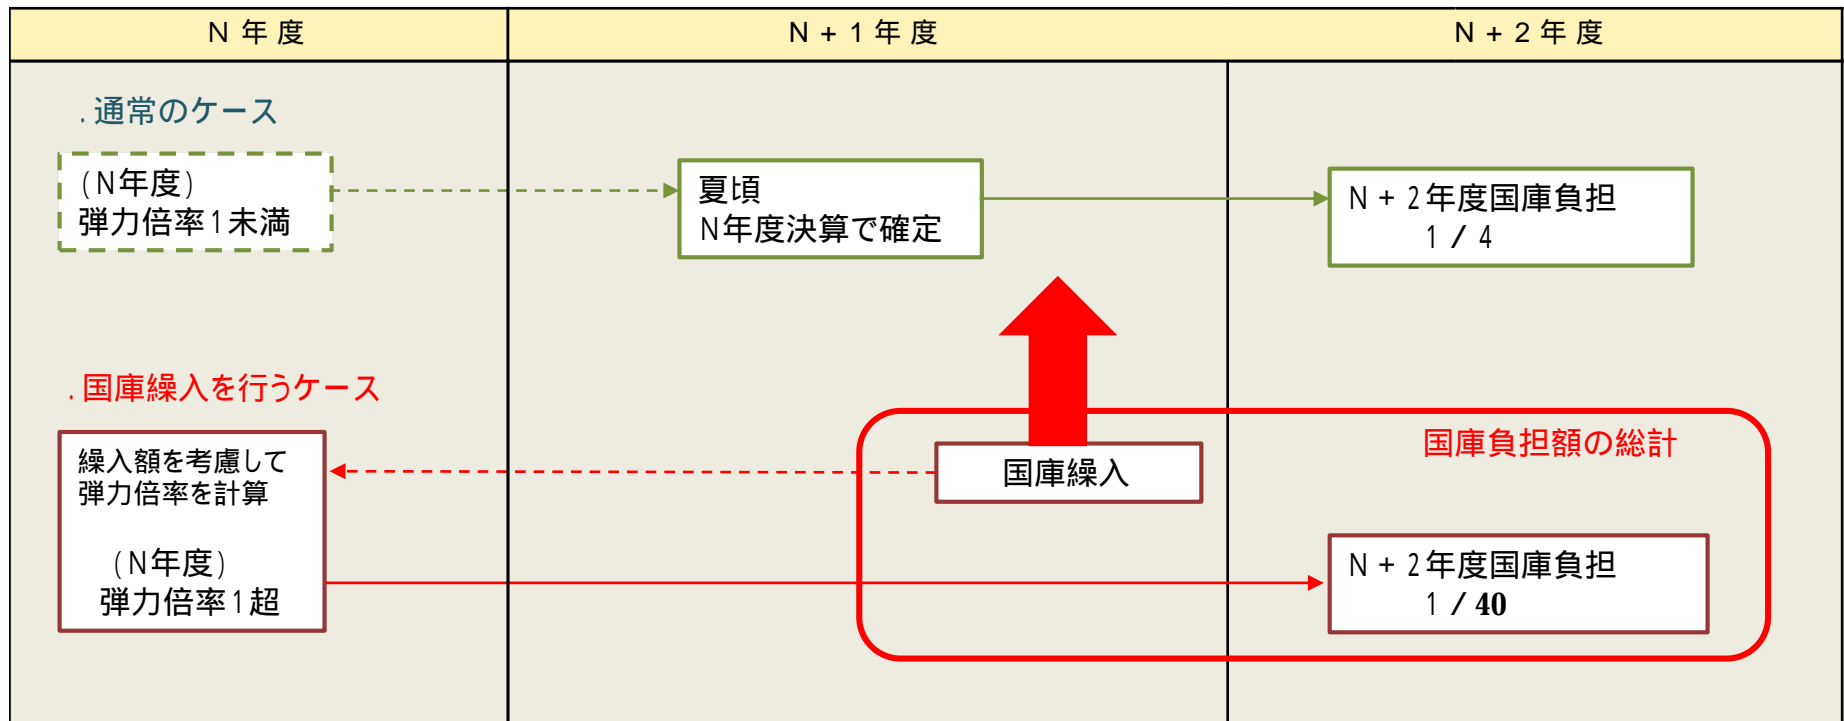 N年度
N+1年度
N+2年度
.通常のケース
(N年度)
弾力倍率1未満
夏頃
N年度決算で確定
N+2年度国庫負担
1/4
.国庫繰入を行うケース
繰入額を考慮して
弾力倍率を計算
(N年度)
弾力倍率1超
国庫繰入
国庫負担額の総計
N+2年度国庫負担
1/40